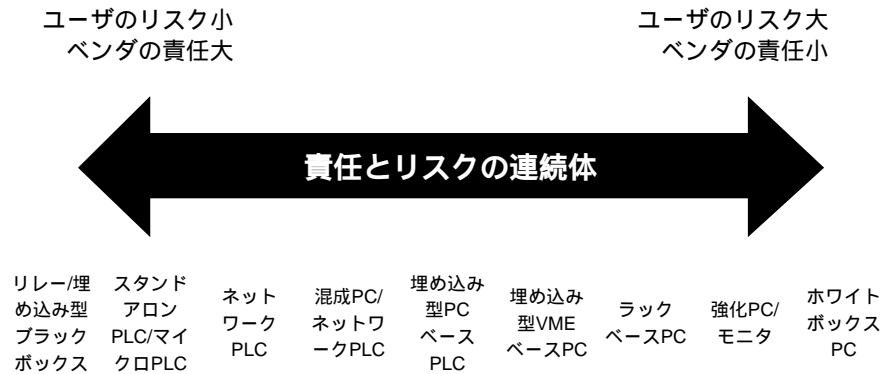 ユーザのリスク小
ベンダの責任大
ユーザのリスク大
ベンダの責任小
責任とリスクの連続体
リレー/埋
め込み型
ブラック
ボックス
スタンド
アロン
PLC/マイ
クロPLC
ネット
ワーク
PLC
混成PC/
ネットワ
ークPLC
埋め込み
型PC
ベース
PLC
埋め込み
型VME
ベースPC
ラック
ベースPC
強化PC/
モニタ
ホワイト
ボックス
PC